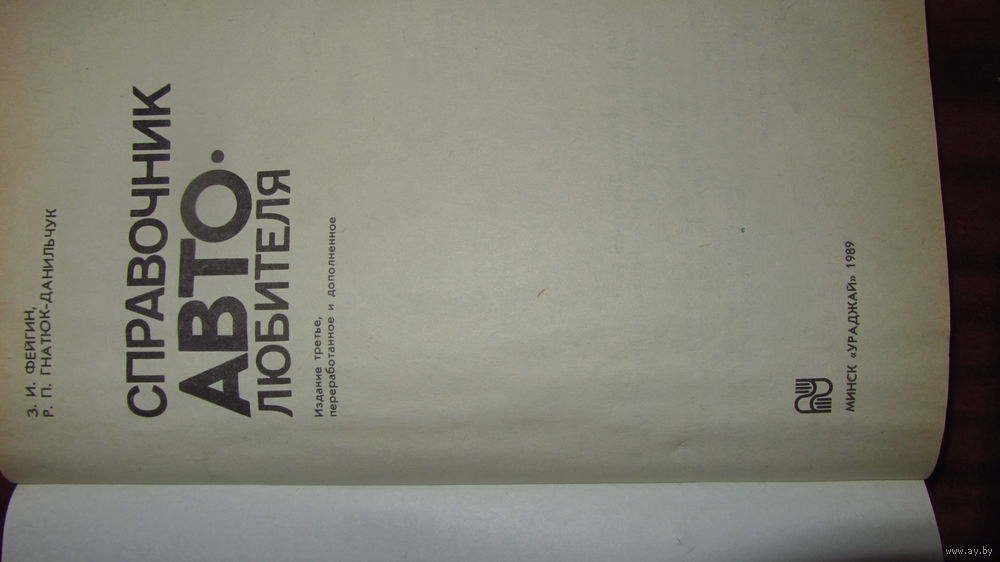 З. И. ФЕЙГИН,
Р. П. ГНАТЮК-ДАНИЛЬЧУК
СПРАВОЧНИК
АВТО·
ЛЮБИТЕЛЯ
Издание третье,
переработанное и дополненное
МИНСК «УРАДЖАЙ» 1989
www.ay.by